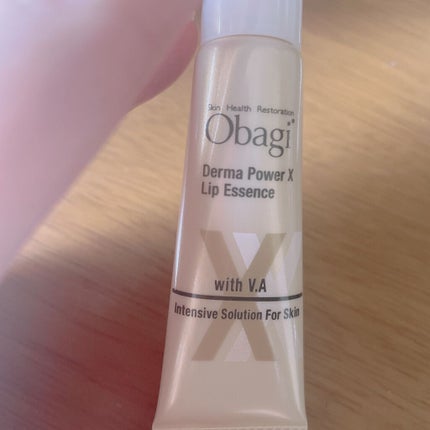 Skin Health Restoration
Obagi
Derma Power X
Lip Essence
X
with V.A
Intensive Solution For Skin